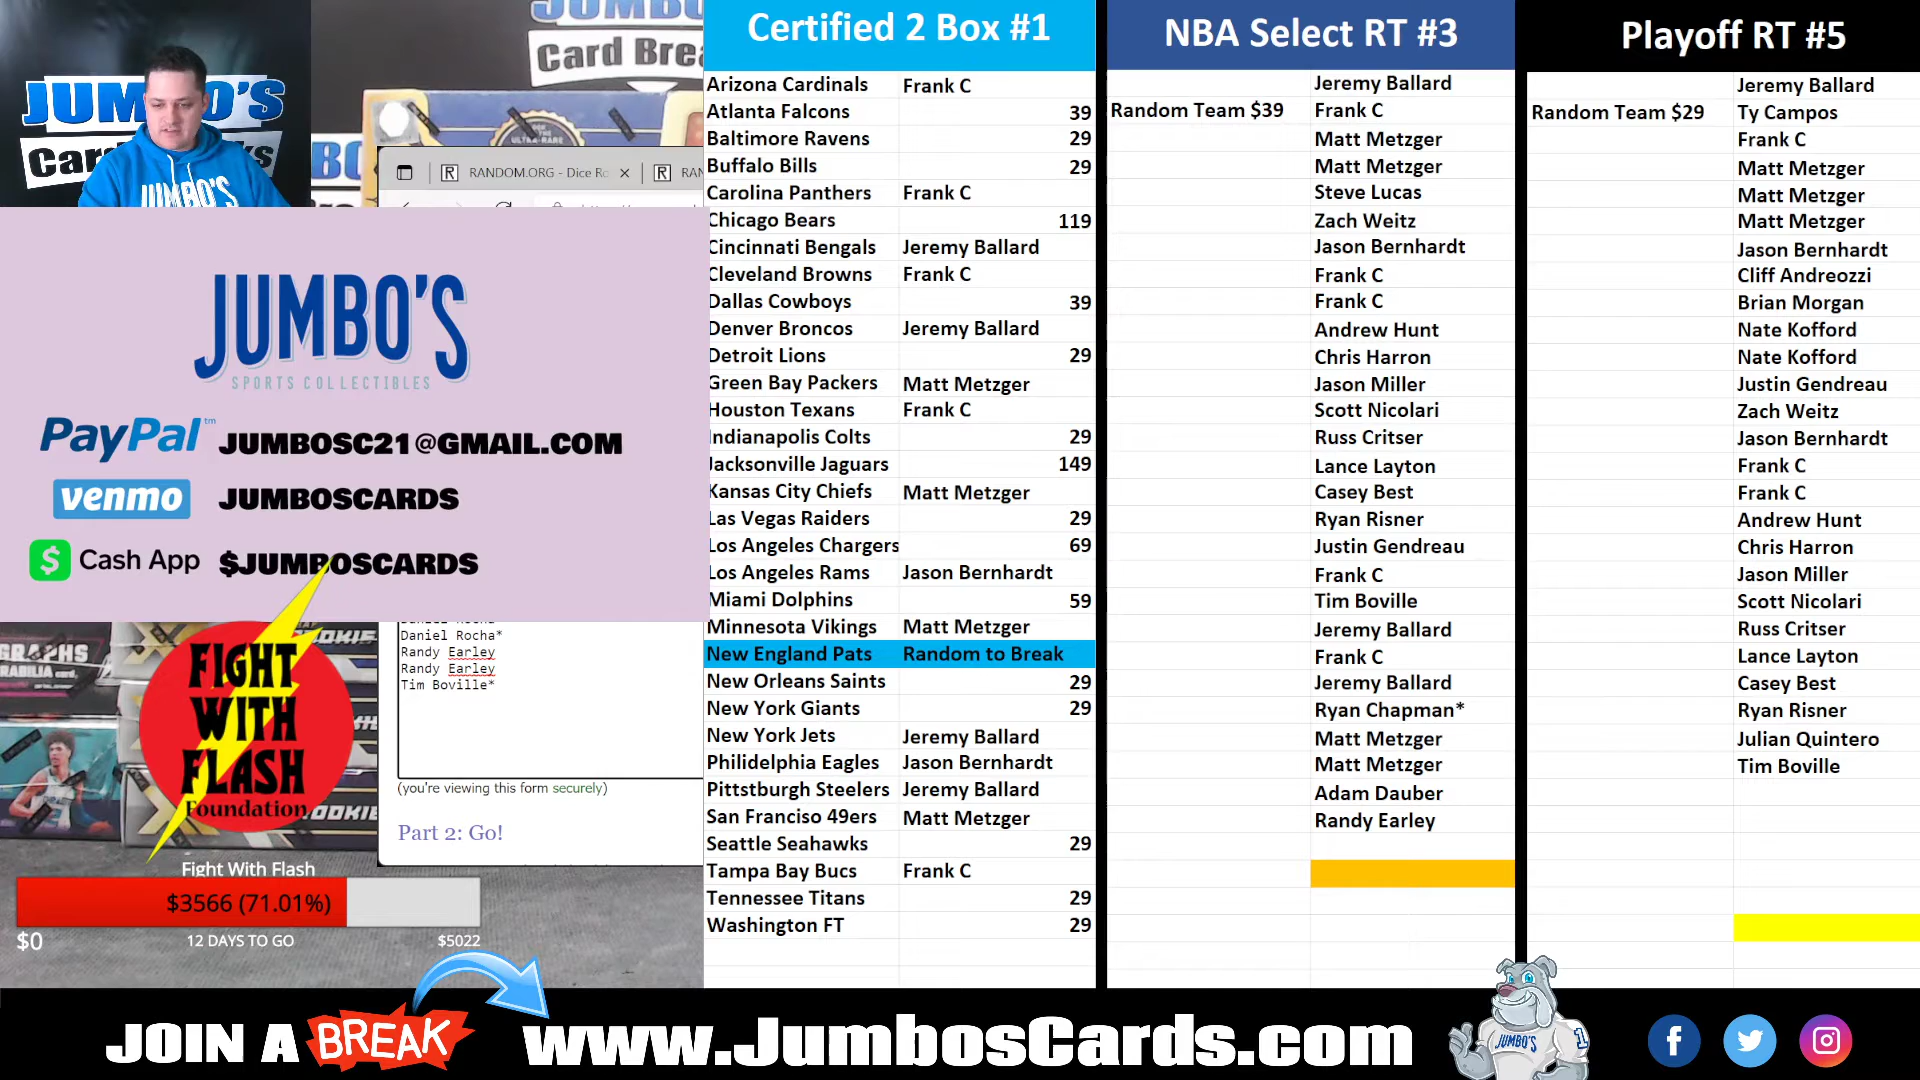 JUMBO'S
Card Brea
Certified 2 Box #1
Arizona Cardinals Frank C
Atlanta Falcons 39
Baltimore Ravens 29
Buffalo Bills 29
Carolina Panthers Frank C
Chicago Bears 119
Cincinnati Bengals Jeremy Ballard
Cleveland Browns Frank C
Dallas Cowboys 39
Denver Broncos Jeremy Ballard
Detroit Lions 29
Green Bay Packers Matt Metzger
Houston Texans Frank C
Indianapolis Colts 29
Jacksonville Jaguars 149
Kansas City Chiefs Matt Metzger
Las Vegas Raiders 29
Los Angeles Chargers 69
Los Angeles Rams Jason Bernhardt
Miami Dolphins 59
Minnesota Vikings Matt Metzger
New England Pats Random to Break
New Orleans Saints 29
New York Giants 29
New York Jets Jeremy Ballard
Philidelphia Eagles Jason Bernhardt
Pittstburgh Steelers Jeremy Ballard
San Franciso 49ers Matt Metzger
Seattle Seahawks 29
Tampa Bay Bucs Frank C
Tennessee Titans 29
Washington FT 29
NBA Select RT #3
Jeremy Ballard
Random Team $39 Frank C
Matt Metzger
Matt Metzger
Steve Lucas
Zach Weitz
Jason Bernhardt
Frank C
Frank C
Andrew Hunt
Chris Harron
Jason Miller
Scott Nicolari
Russ Critser
Lance Layton
Casey Best
Ryan Risner
Justin Gendreau
Frank C
Tim Boville
Jeremy Ballard
Frank C
Jeremy Ballard
Ryan Chapman*
Matt Metzger
Matt Metzger
Adam Dauber
Randy Earley
Playoff RT #5
Jeremy Ballard
Random Team $29 Ty Campos
Frank C
Matt Metzger
Matt Metzger
Matt Metzger
Jason Bernhardt
Cliff Andreozzi
Brian Morgan
Nate Kofford
Nate Kofford
Justin Gendreau
Zach Weitz
Jason Bernhardt
Frank C
Frank C
Andrew Hunt
Chris Harron
Jason Miller
Scott Nicolari
Russ Critser
Lance Layton
Casey Best
Ryan Risner
Julian Quintero
Tim Boville
RANDOM.ORG - Dice Ro
JUMBO'S
JUMBO'S
SPORTS COLLECTIBLES
PayPal™ JUMBOSC21@GMAIL.COM
venmo JUMBOSCARDS
$ Cash App $JUMBOSCARDS
Daniel Rocha*
Randy Earley
Randy Earley
Tim Boville*
(you're viewing this form securely)
Part 2: Go!
FIGHT
WITH
FLASH
Foundation
Fight With Flash
$3566 (71.01%)
$0 12 DAYS TO GO $5022
JOIN A BREAK www.JumbosCards.com
JUMBO'S 1